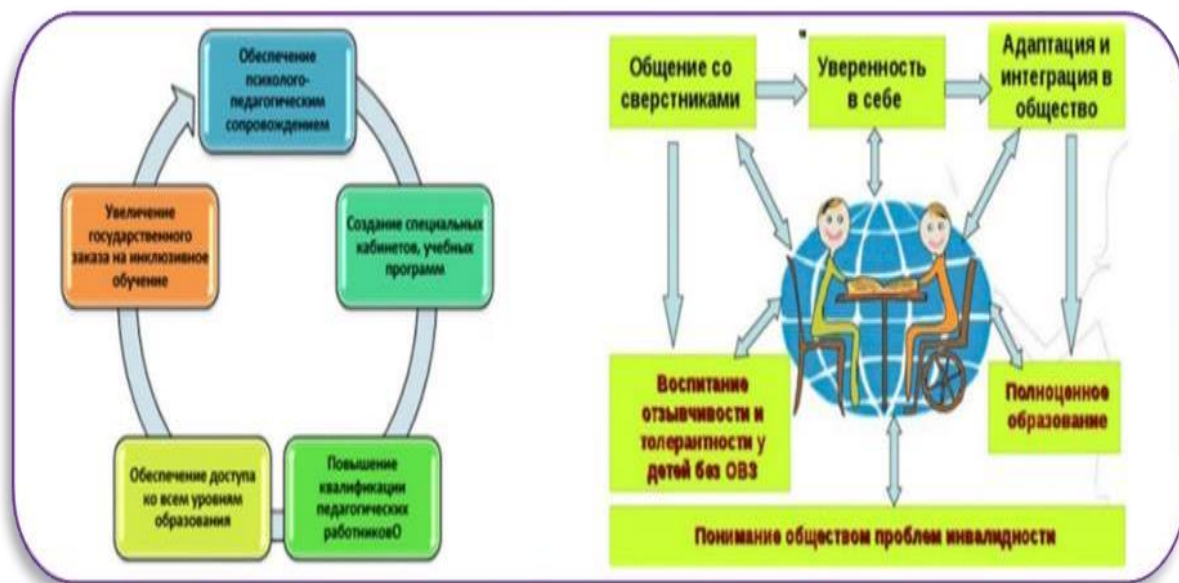 Обеспечение
психолого-
педагогическим
сопровождением
Создание специальных
кабинетов, учебных
программ
Повышение
квалификации
педагогических
работниковО
Обеспечение доступа
ко всем уровням
образования
Увеличение
государственного
заказа на инклюзивное
обучение
Общение со
сверстниками
Уверенность
в себе
Адаптация и
интеграция в
общество
Воспитание
отзывчивости и
толерантности у
детей без ОВЗ
Полноценное
образование
Понимание обществом проблем инвалидности